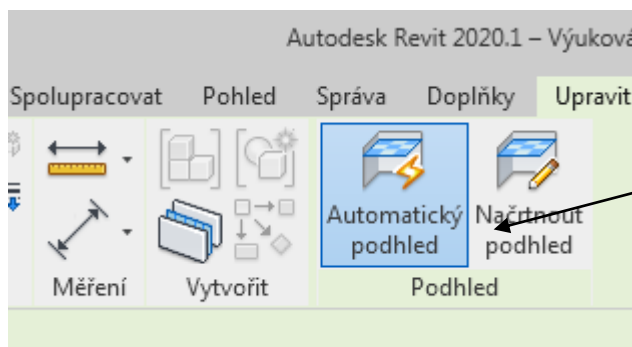 Autodesk Revit 2020.1 – Výuková
Spolupracovat Pohled Správa Doplňky Upravit
Automatický Načrtnout
podhled podhled
Měření Vytvořit Podhled